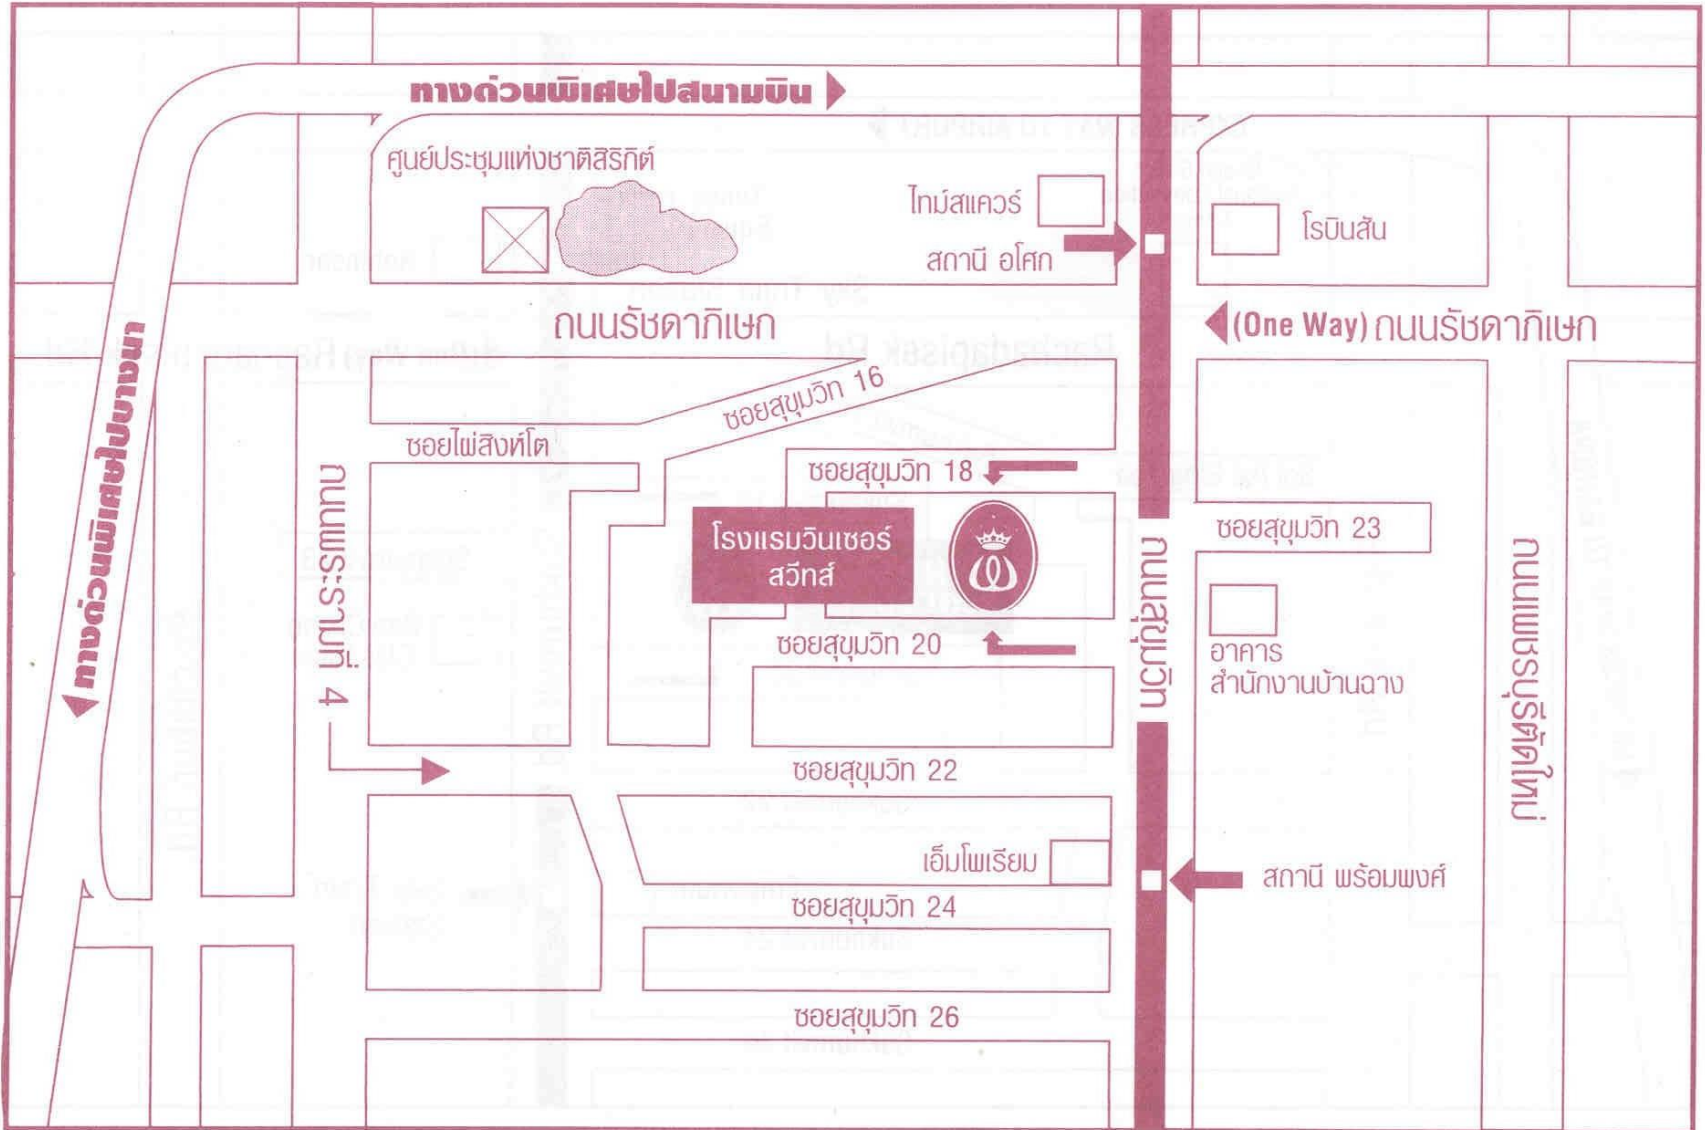 ทางด่วนพิเศษไปสนามบิน
ศูนย์ประชุมแห่งชาติสิริกิติ์
ไทม์สแควร์
สถานี อโศก
โรบินสัน
ถนนรัชดาภิเษก
(One Way) ถนนรัชดาภิเษก
ทางด่วนพิเศษไปบางนา
ซอยสุขุมวิท 16
ซอยไผ่สิงห์โต
ซอยสุขุมวิท 18
ถนนพระรามที่ 4
โรงแรมวินเซอร์
สวีทส์
ซอยสุขุมวิท 23
ถนนสุขุมวิท
ถนนเพชรบุรีตัดใหม่
ซอยสุขุมวิท 20
อาคาร
สำนักงานบ้านฉาง
ซอยสุขุมวิท 22
เอ็มโพเรียม
สถานี พร้อมพงศ์
ซอยสุขุมวิท 24
ซอยสุขุมวิท 26